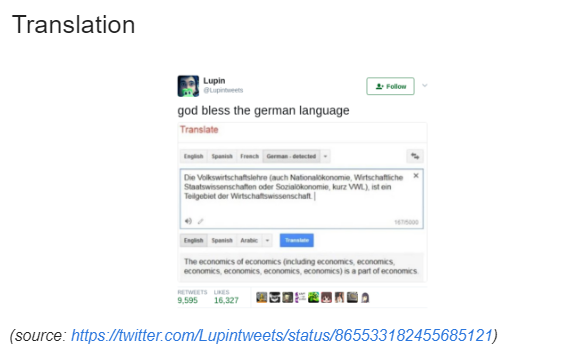 Translation
Lupin
@Lupintweets
Follow
god bless the german language
Translate
English Spanish French German - detected
Die Volkswirtschaftslehre (auch Nationalökonomie, Wirtschaftliche
Staatswissenschaften oder Sozialökonomie, kurz VWL), ist ein
Teilgebiet der Wirtschaftswissenschaft.
157/5000
English Spanish Arabic Translate
The economics of economics (including economics, economics,
economics, economics, economics, economics) is a part of economics.
RETWEETS LIKES
9,595 16,327
(source: https://twitter.com/Lupintweets/status/865533182455685121)